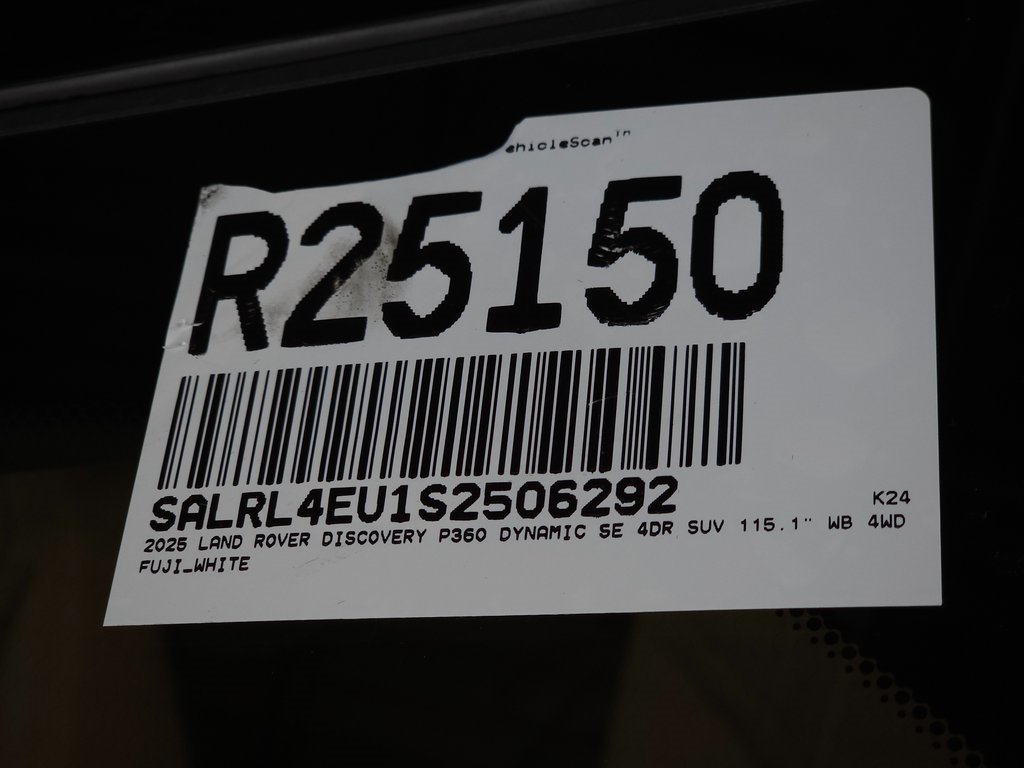 ehicleScan
R25150
SALRL4EU1S2506292
K24
2025 LAND ROVER DISCOVERY P360 DYNAMIC SE 4DR SUV 115.1" WB 4WD
FUJI_WHITE